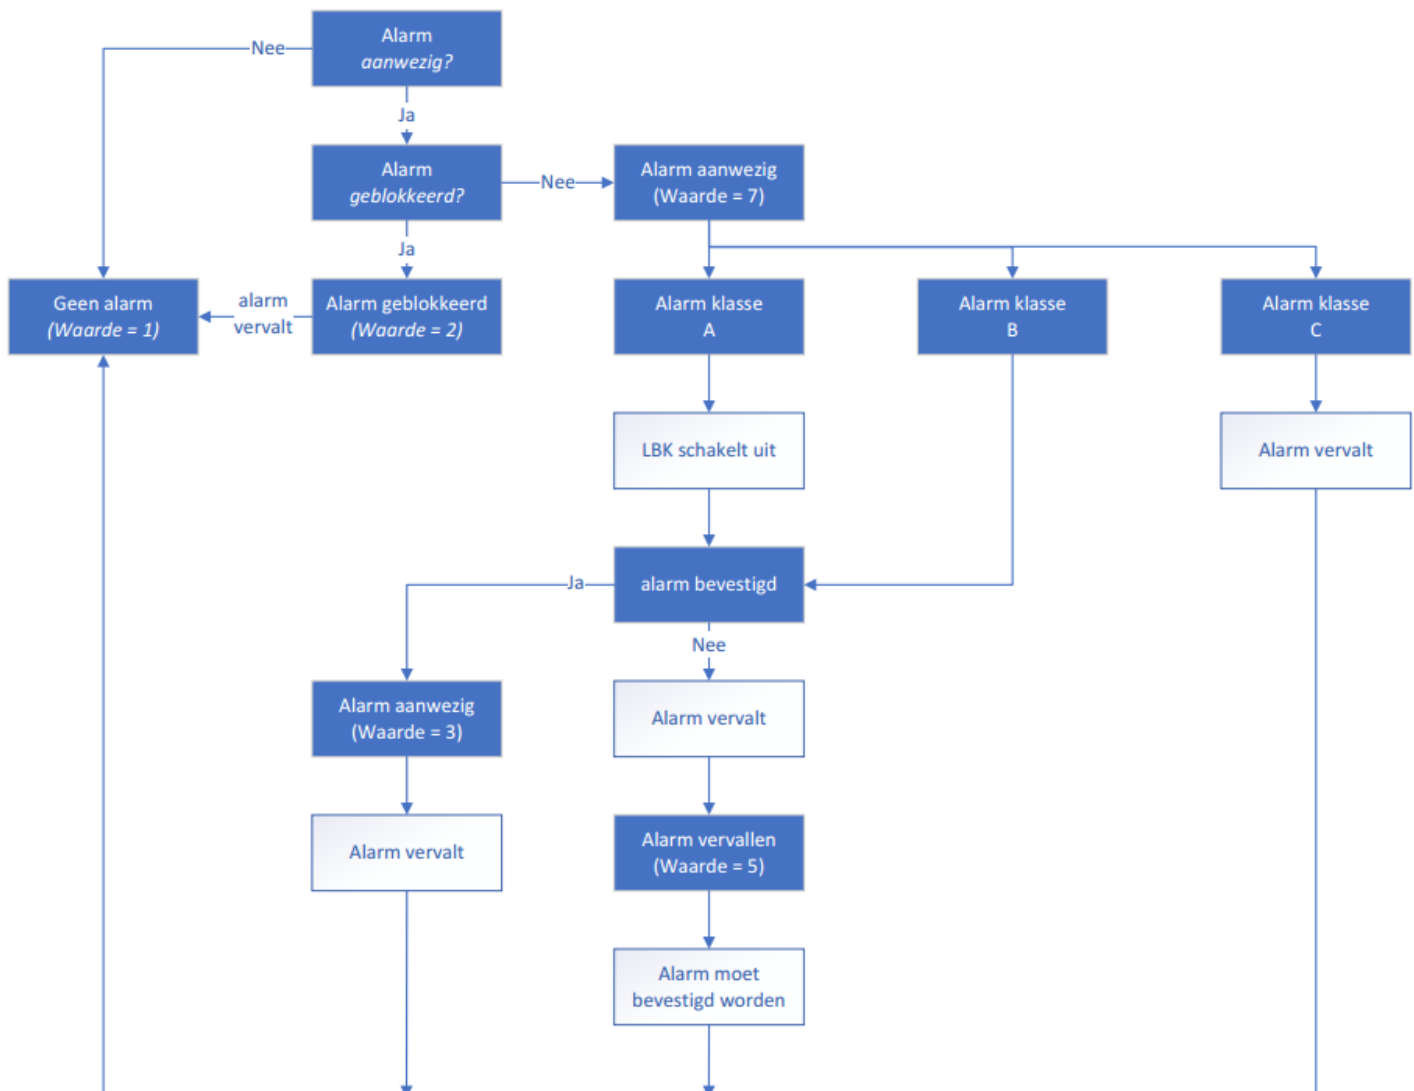 Alarm
aanwezig?
Nee
Ja
Alarm
geblokkeerd?
Nee
Alarm aanwezig
(Waarde = 7)
Ja
Geen alarm
(Waarde = 1)
alarm
vervalt
Alarm geblokkeerd
(Waarde = 2)
Alarm klasse
A
Alarm klasse
B
Alarm klasse
C
LBK schakelt uit
Alarm vervalt
Ja
alarm bevestigd
Nee
Alarm aanwezig
(Waarde = 3)
Alarm vervalt
Alarm vervalt
Alarm vervallen
(Waarde = 5)
Alarm moet
bevestigd worden